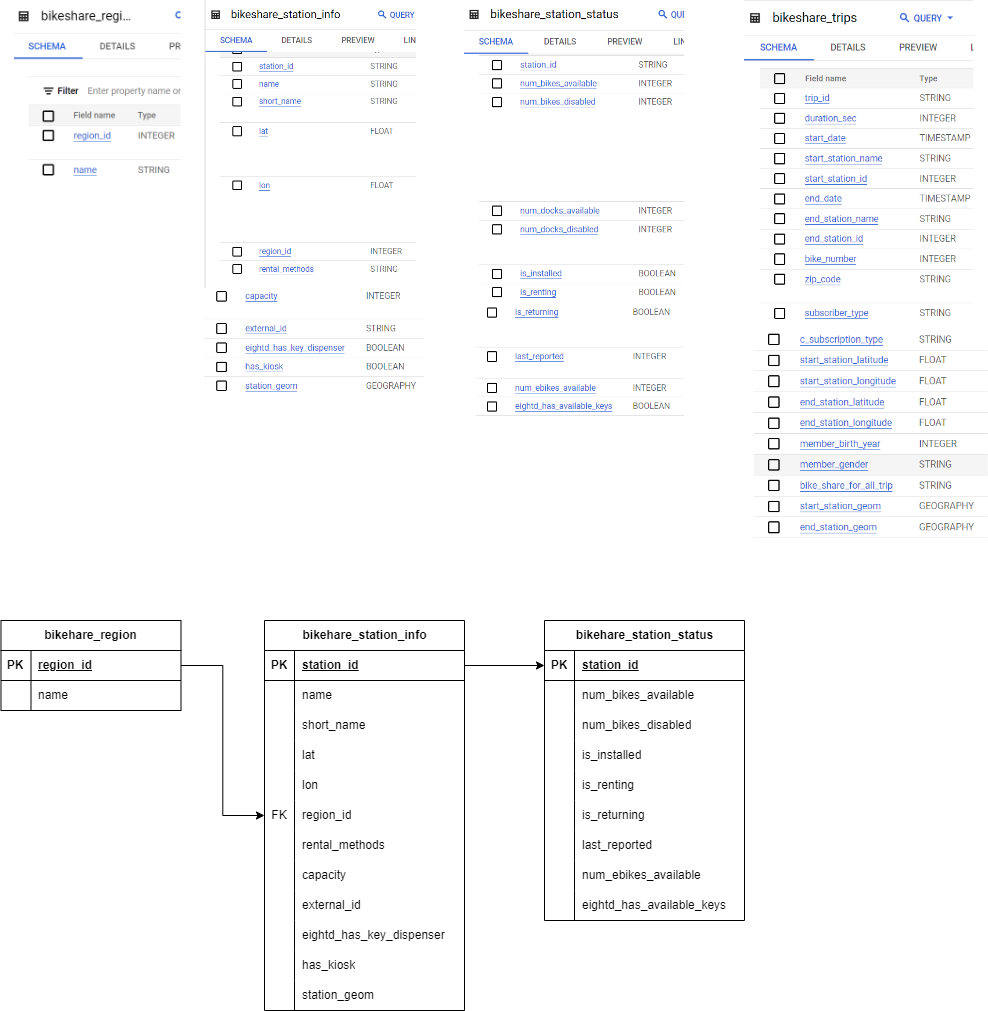 bikeshare_regi...
SCHEMA DETAILS PR
Filter Enter property name or
Field name Type
region_id INTEGER
name STRING
bikeshare_station_info QUERY
SCHEMA DETAILS PREVIEW LIN
station_id STRING
name STRING
short_name STRING
lat FLOAT
lon FLOAT
region_id INTEGER
rental_methods STRING
capacity INTEGER
external_id STRING
eightd_has_key_dispenser BOOLEAN
has_kiosk BOOLEAN
station_geom GEOGRAPHY
bikeshare_station_status QUE
SCHEMA DETAILS PREVIEW LIN
station_id STRING
num_bikes_available INTEGER
num_bikes_disabled INTEGER
num_docks_available INTEGER
num_docks_disabled INTEGER
is_installed BOOLEAN
is_renting BOOLEAN
is_returning BOOLEAN
last_reported INTEGER
num_ebikes_available INTEGER
eightd_has_available_keys BOOLEAN
bikeshare_trips QUERY
SCHEMA DETAILS PREVIEW L
Field name Type
trip_id STRING
duration_sec INTEGER
start_date TIMESTAMP
start_station_name STRING
start_station_id INTEGER
end_date TIMESTAMP
end_station_name STRING
end_station_id INTEGER
bike_number INTEGER
zip_code STRING
subscriber_type STRING
c_subscription_type STRING
start_station_latitude FLOAT
start_station_longitude FLOAT
end_station_latitude FLOAT
end_station_longitude FLOAT
member_birth_year INTEGER
member_gender STRING
bike_share_for_all_trip STRING
start_station_geom GEOGRAPHY
end_station_geom GEOGRAPHY
bikehare_region
PK region_id
name
bikehare_station_info
PK station_id
name
short_name
lat
lon
FK region_id
rental_methods
capacity
external_id
eightd_has_key_dispenser
has_kiosk
station_geom
bikehare_station_status
PK station_id
num_bikes_available
num_bikes_disabled
is_installed
is_renting
is_returning
last_reported
num_ebikes_available
eightd_has_available_keys